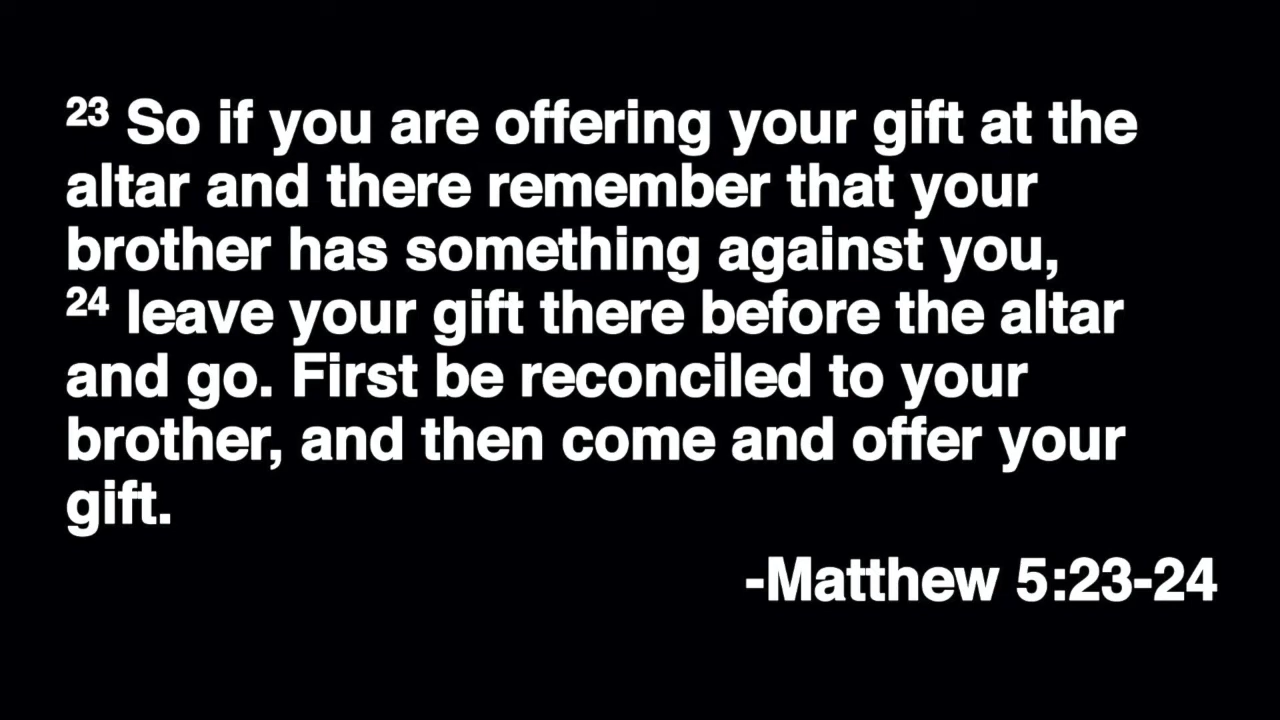 23 So if you are offering your gift at the
altar and there remember that your
brother has something against you,
24 leave your gift there before the altar
and go. First be reconciled to your
brother, and then come and offer your
gift.
-Matthew 5:23-24